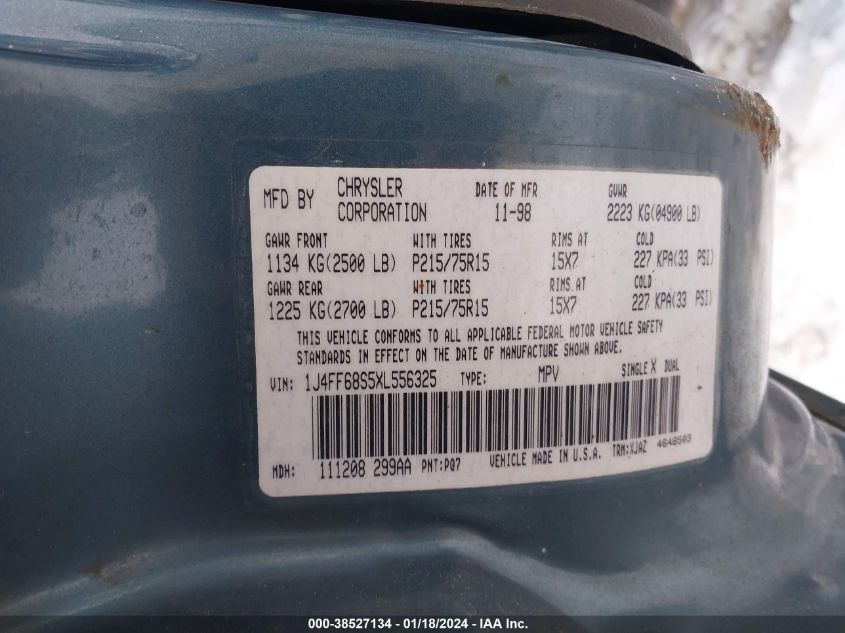 MFD BY CHRYSLER CORPORATION DATE OF MFR 11-98 GVWR 2223 KG(04900 LB)
GAWR FRONT WITH TIRES RIMS AT COLD
1134 KG(2500 LB) P215/75R15 15X7 227 KPA(33 PSI)
GAWR REAR WITH TIRES RIMS AT COLD
1225 KG(2700 LB) P215/75R15 15X7 227 KPA(33 PSI)
THIS VEHICLE CONFORMS TO ALL APPLICABLE FEDERAL MOTOR VEHICLE SAFETY
STANDARDS IN EFFECT ON THE DATE OF MANUFACTURE SHOWN ABOVE.
VIN: 1J4FF68S5XL556325 TYPE: MPV SINGLE X DUAL
MDH: 111208 299AA PNT:PQ7 VEHICLE MADE IN U.S.A. TRM:XJAZ 4648503
000-38527134 - 01/18/2024 - IAA Inc.